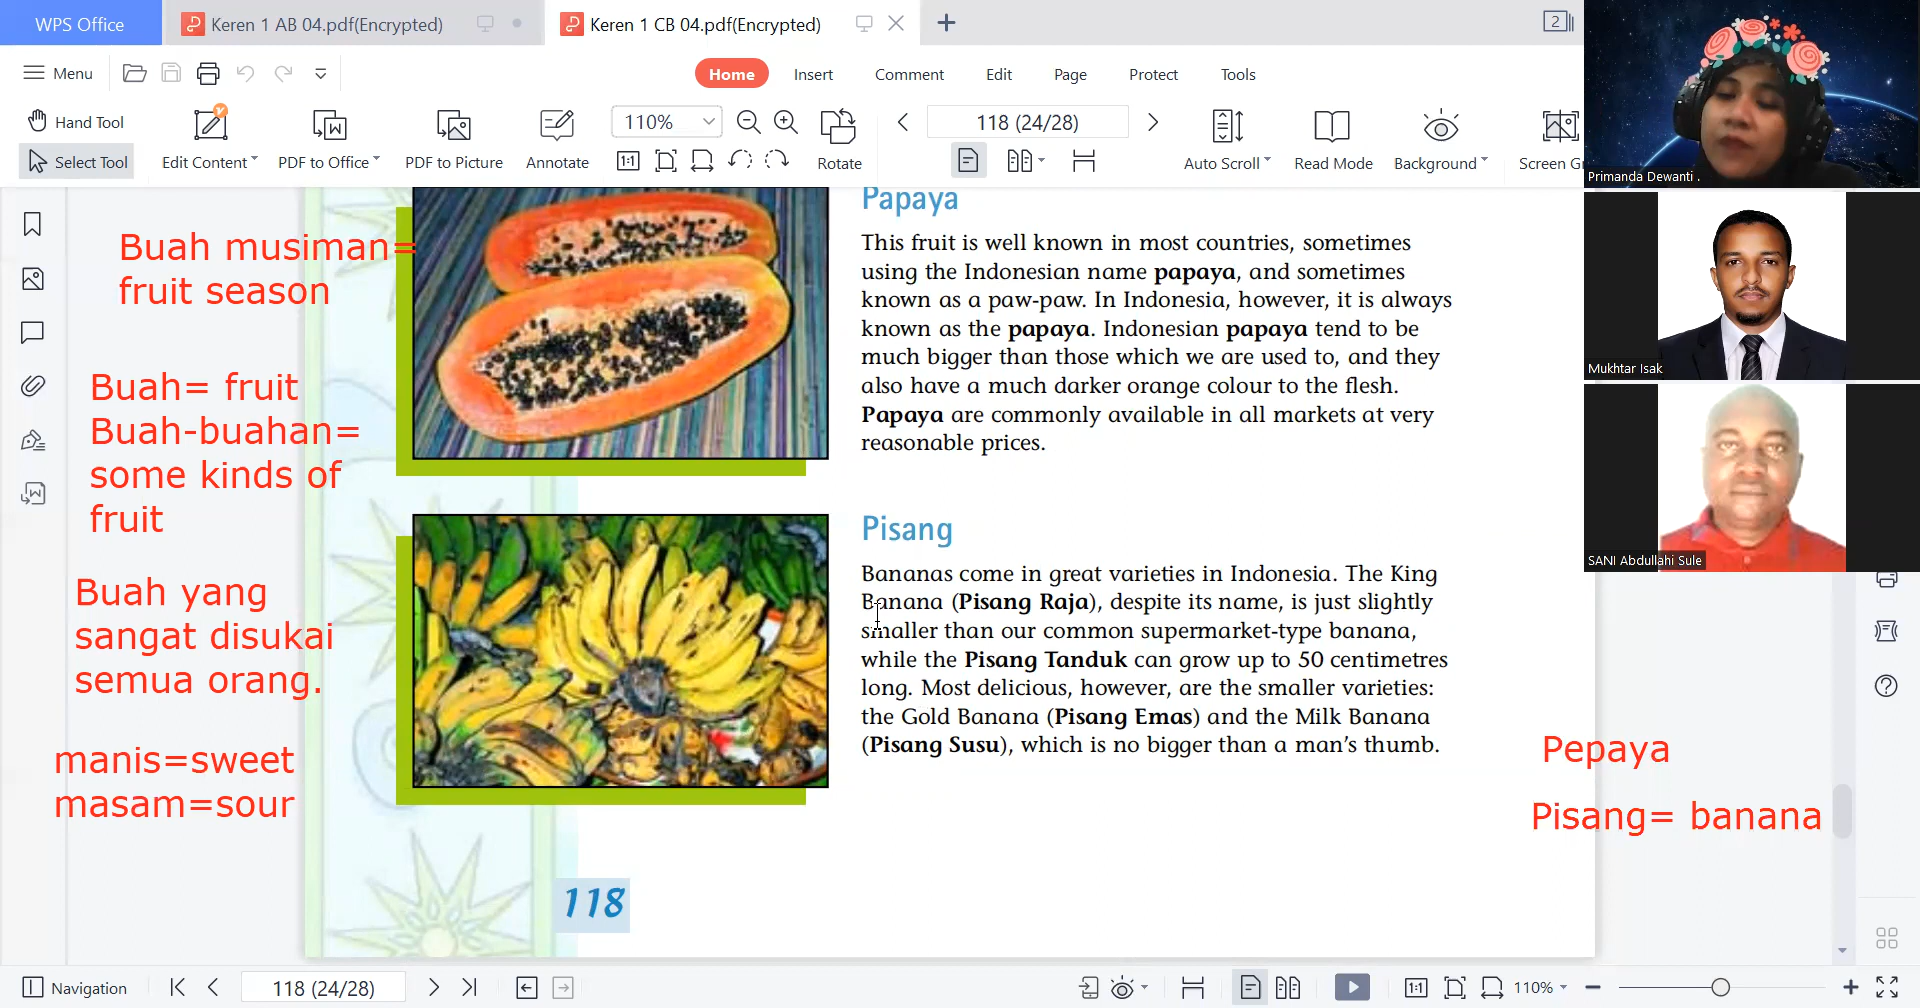 WPS Office
Keren 1 AB 04.pdf(Encrypted)
Keren 1 CB 04.pdf(Encrypted)
2
Menu
Home
Insert
Comment
Edit
Page
Protect
Tools
Hand Tool
Select Tool
Edit Content
PDF to Office
PDF to Picture
Annotate
110%
1:1
Rotate
118 (24/28)
Auto Scroll
Read Mode
Background
Screen Gr
Primanda Dewanti .
Mukhtar Isak
SANI Abdullahi Sule
Buah musiman=
fruit season
Buah= fruit
Buah-buahan=
some kinds of
fruit
Buah yang
sangat disukai
semua orang.
manis=sweet
masam=sour
Papaya
This fruit is well known in most countries, sometimes
using the Indonesian name papaya, and sometimes
known as a paw-paw. In Indonesia, however, it is always
known as the papaya. Indonesian papaya tend to be
much bigger than those which we are used to, and they
also have a much darker orange colour to the flesh.
Papaya are commonly available in all markets at very
reasonable prices.
Pisang
Bananas come in great varieties in Indonesia. The King
Banana (Pisang Raja), despite its name, is just slightly
smaller than our common supermarket-type banana,
while the Pisang Tanduk can grow up to 50 centimetres
long. Most delicious, however, are the smaller varieties:
the Gold Banana (Pisang Emas) and the Milk Banana
(Pisang Susu), which is no bigger than a man's thumb.
Pepaya
Pisang= banana
118
Navigation
118 (24/28)
1:1
110%